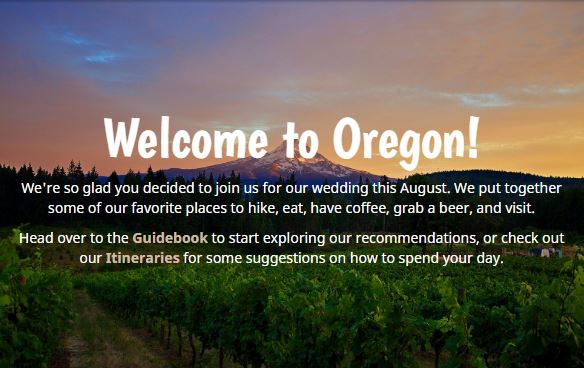 Welcome to Oregon!
We're so glad you decided to join us for our wedding this August. We put together
some of our favorite places to hike, eat, have coffee, grab a beer, and visit.
Head over to the Guidebook to start exploring our recommendations, or check out
our Itineraries for some suggestions on how to spend your day.